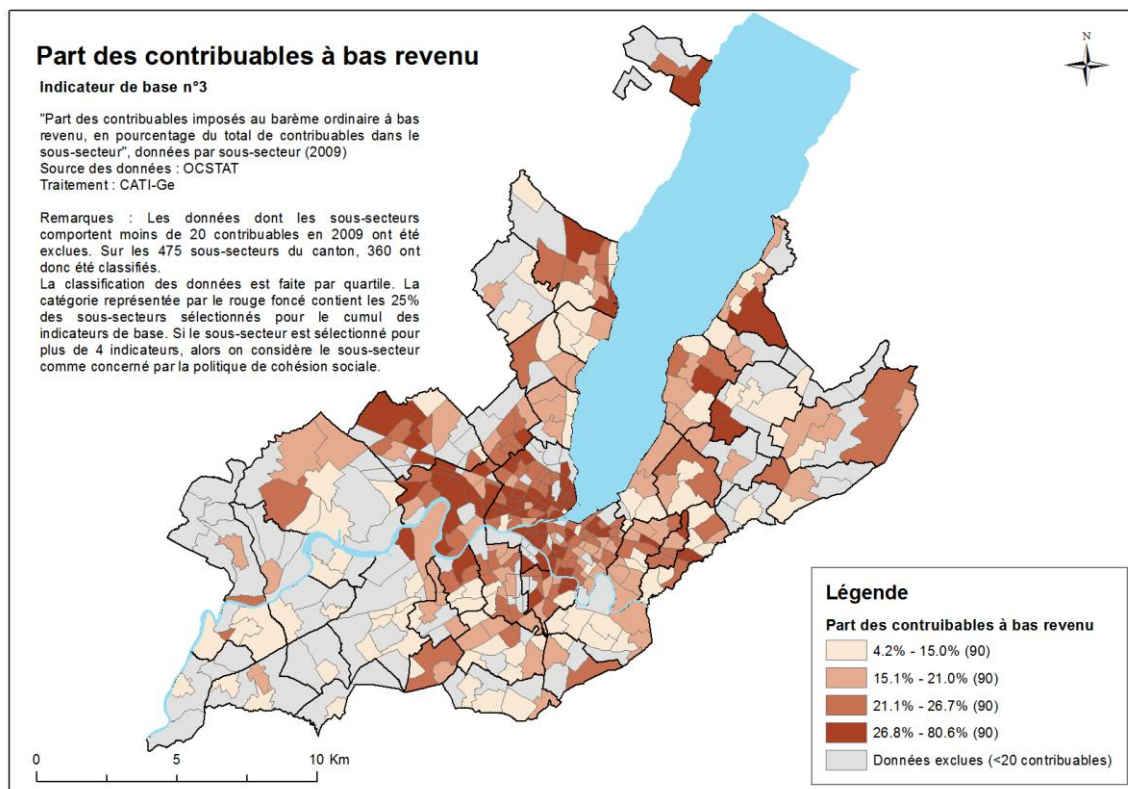 Part des contribuables à bas revenu
Indicateur de base n°3
"Part des contribuables imposés au barème ordinaire à bas
revenu, en pourcentage du total de contribuables dans le
sous-secteur", données par sous-secteur (2009)
Source des données : OCSTAT
Traitement : CATI-Ge
Remarques : Les données dont les sous-secteurs
comportent moins de 20 contribuables en 2009 ont été
exclues. Sur les 475 sous-secteurs du canton, 360 ont
donc été classifiés.
La classification des données est faite par quartile. La
catégorie représentée par le rouge foncé contient les 25%
des sous-secteurs sélectionnés pour le cumul des
indicateurs de base. Si le sous-secteur est sélectionné pour
plus de 4 indicateurs, alors on considère le sous-secteur
comme concerné par la politique de cohésion sociale.
N
Légende
Part des contruibables à bas revenu
4.2% - 15.0% (90)
15.1% - 21.0% (90)
21.1% - 26.7% (90)
26.8% - 80.6% (90)
Données exclues (<20 contribuables)
0 5 10 Km